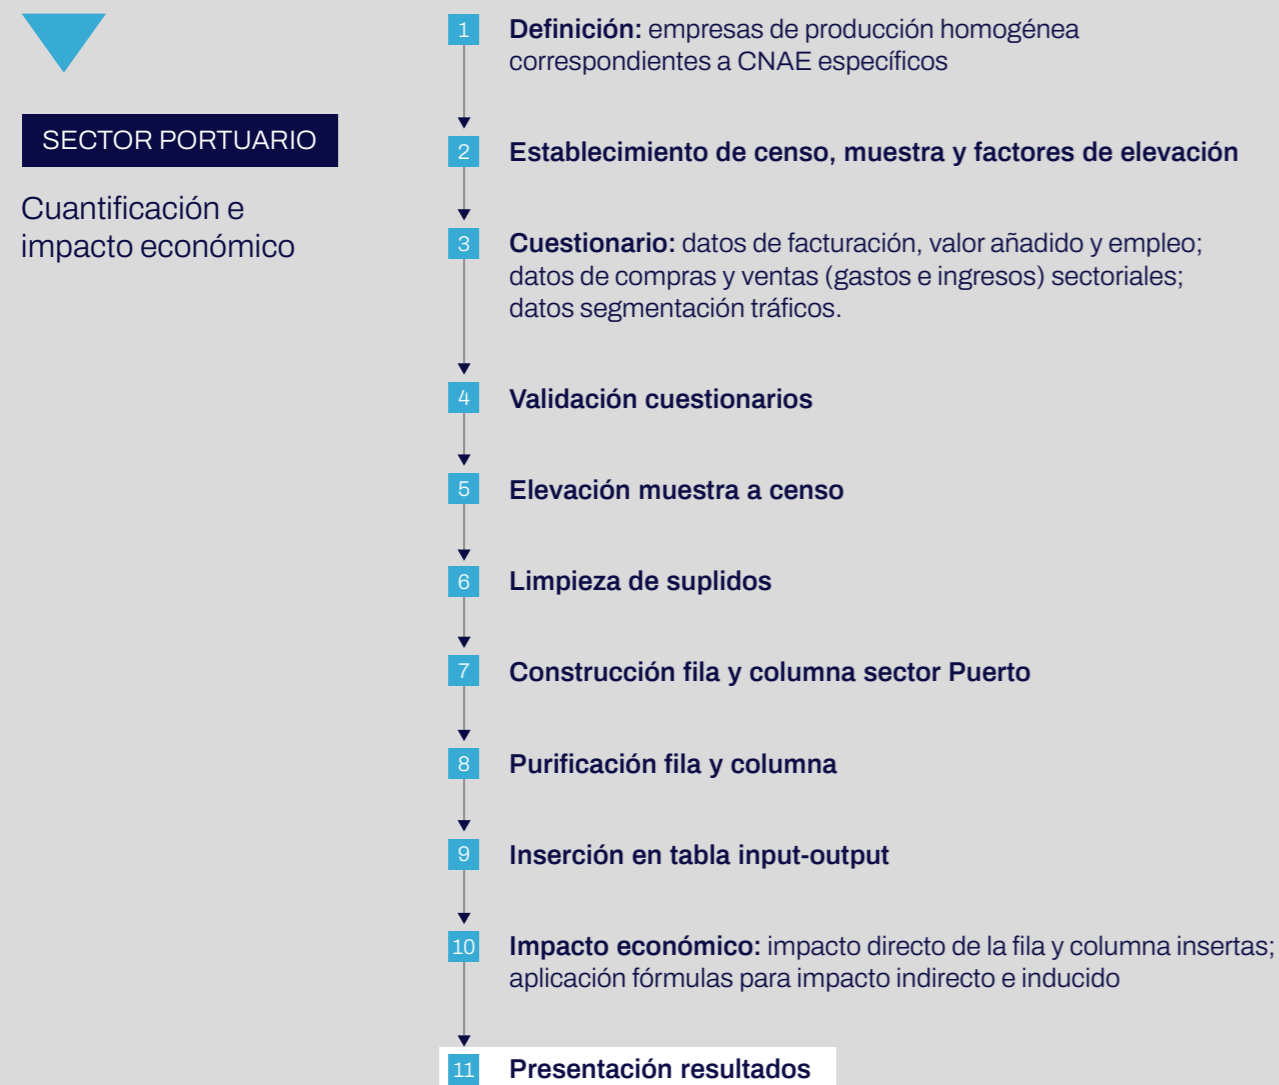 SECTOR PORTUARIO
Cuantificación e
impacto económico
1 Definición: empresas de producción homogénea
correspondientes a CNAE específicos
2 Establecimiento de censo, muestra y factores de elevación
3 Cuestionario: datos de facturación, valor añadido y empleo;
datos de compras y ventas (gastos e ingresos) sectoriales;
datos segmentación tráficos.
4 Validación cuestionarios
5 Elevación muestra a censo
6 Limpieza de suplidos
7 Construcción fila y columna sector Puerto
8 Purificación fila y columna
9 Inserción en tabla input-output
10 Impacto económico: impacto directo de la fila y columna insertas;
aplicación fórmulas para impacto indirecto e inducido
11 Presentación resultados